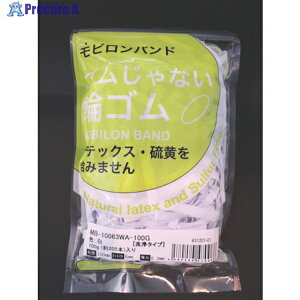 Procure A
モビロンバンド
ゴムじゃない
輪ゴム
MOBILON BAND
ラテックス・硫黄を
含みません
Natural latex and Sulfur Free
MB-10063WA-100G
色 白 【洗浄タイプ】
100g(約205本)入り